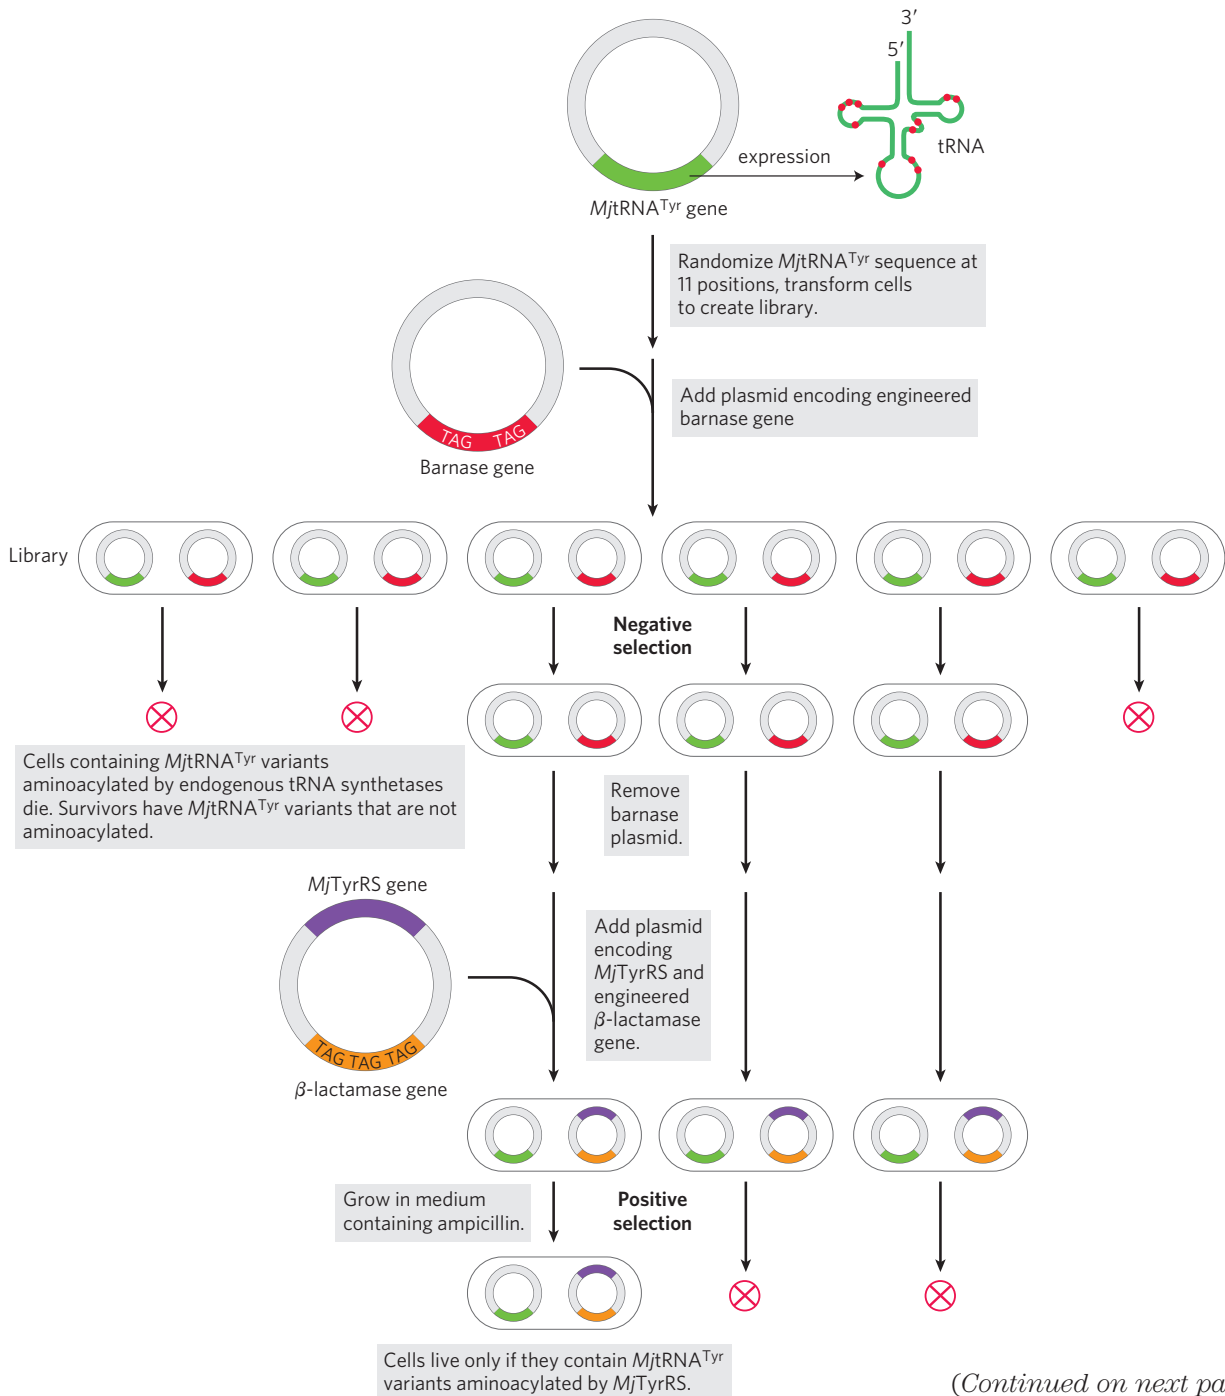 3′
5′
tRNA
expression
MjtRNATyr gene
Randomize MjtRNATyr sequence at
11 positions, transform cells
to create library.
TAG TAG
Barnase gene
Add plasmid encoding engineered
barnase gene
Library
Negative
selection
Cells containing MjtRNATyr variants
aminoacylated by endogenous tRNA synthetases
die. Survivors have MjtRNATyr variants that are not
aminoacylated.
Remove
barnase
plasmid.
MjTyrRS gene
TAG TAG TAG
β-lactamase gene
Add plasmid
encoding
MjTyrRS and
engineered
β-lactamase
gene.
Grow in medium
containing ampicillin.
Positive
selection
Cells live only if they contain MjtRNATyr
variants aminoacylated by MjTyrRS.
(Continued on next pa